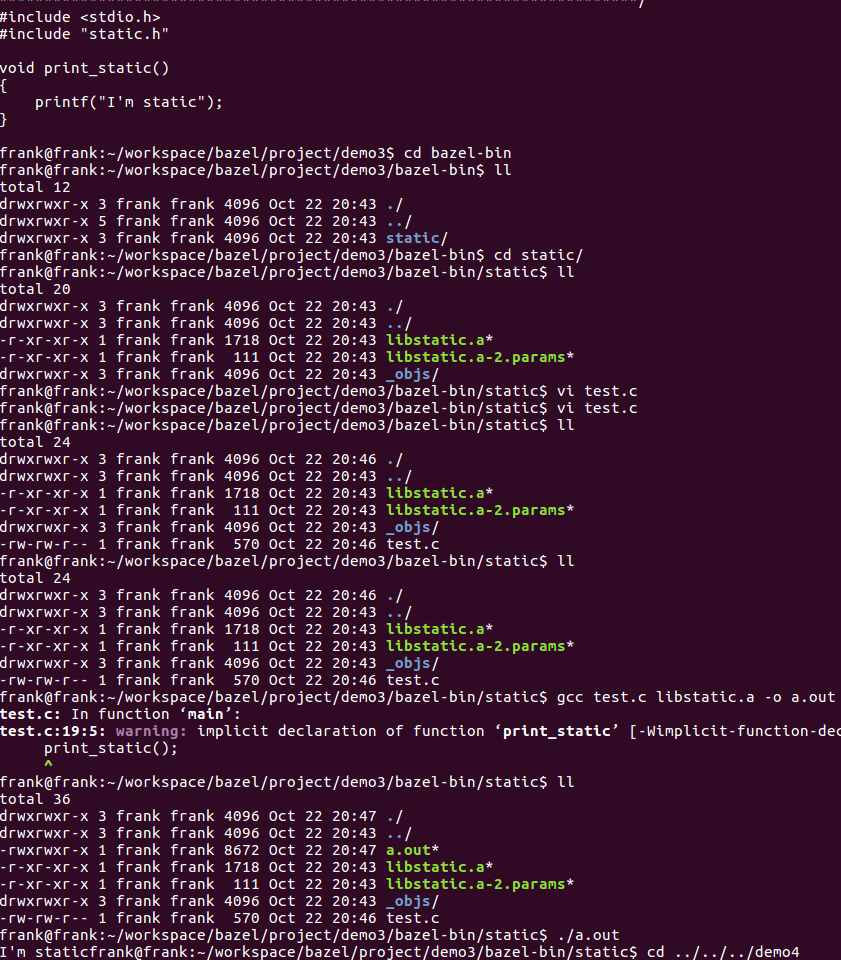 #include <stdio.h>
#include "static.h"
void print_static()
{
    printf("I'm static");
}
frank@frank:~/workspace/bazel/project/demo3$ cd bazel-bin
frank@frank:~/workspace/bazel/project/demo3/bazel-bin$ ll
total 12
drwxrwxr-x 3 frank frank 4096 Oct 22 20:43 ./
drwxrwxr-x 5 frank frank 4096 Oct 22 20:43 ../
drwxrwxr-x 3 frank frank 4096 Oct 22 20:43 static/
frank@frank:~/workspace/bazel/project/demo3/bazel-bin$ cd static/
frank@frank:~/workspace/bazel/project/demo3/bazel-bin/static$ ll
total 20
drwxrwxr-x 3 frank frank 4096 Oct 22 20:43 ./
drwxrwxr-x 3 frank frank 4096 Oct 22 20:43 ../
-r-xr-xr-x 1 frank frank 1718 Oct 22 20:43 libstatic.a*
-r-xr-xr-x 1 frank frank  111 Oct 22 20:43 libstatic.a-2.params*
drwxrwxr-x 3 frank frank 4096 Oct 22 20:43 _objs/
frank@frank:~/workspace/bazel/project/demo3/bazel-bin/static$ vi test.c
frank@frank:~/workspace/bazel/project/demo3/bazel-bin/static$ vi test.c
frank@frank:~/workspace/bazel/project/demo3/bazel-bin/static$ ll
total 24
drwxrwxr-x 3 frank frank 4096 Oct 22 20:46 ./
drwxrwxr-x 3 frank frank 4096 Oct 22 20:43 ../
-r-xr-xr-x 1 frank frank 1718 Oct 22 20:43 libstatic.a*
-r-xr-xr-x 1 frank frank  111 Oct 22 20:43 libstatic.a-2.params*
drwxrwxr-x 3 frank frank 4096 Oct 22 20:43 _objs/
-rw-rw-r-- 1 frank frank  570 Oct 22 20:46 test.c
frank@frank:~/workspace/bazel/project/demo3/bazel-bin/static$ ll
total 24
drwxrwxr-x 3 frank frank 4096 Oct 22 20:46 ./
drwxrwxr-x 3 frank frank 4096 Oct 22 20:43 ../
-r-xr-xr-x 1 frank frank 1718 Oct 22 20:43 libstatic.a*
-r-xr-xr-x 1 frank frank  111 Oct 22 20:43 libstatic.a-2.params*
drwxrwxr-x 3 frank frank 4096 Oct 22 20:43 _objs/
-rw-rw-r-- 1 frank frank  570 Oct 22 20:46 test.c
frank@frank:~/workspace/bazel/project/demo3/bazel-bin/static$ gcc test.c libstatic.a -o a.out
test.c: In function ‘main’:
test.c:19:5: warning: implicit declaration of function ‘print_static’ [-Wimplicit-function-dec
     print_static();
     ^
frank@frank:~/workspace/bazel/project/demo3/bazel-bin/static$ ll
total 36
drwxrwxr-x 3 frank frank 4096 Oct 22 20:47 ./
drwxrwxr-x 3 frank frank 4096 Oct 22 20:43 ../
-rwxrwxr-x 1 frank frank 8672 Oct 22 20:47 a.out*
-r-xr-xr-x 1 frank frank 1718 Oct 22 20:43 libstatic.a*
-r-xr-xr-x 1 frank frank  111 Oct 22 20:43 libstatic.a-2.params*
drwxrwxr-x 3 frank frank 4096 Oct 22 20:43 _objs/
-rw-rw-r-- 1 frank frank  570 Oct 22 20:46 test.c
frank@frank:~/workspace/bazel/project/demo3/bazel-bin/static$ ./a.out
I'm staticfrank@frank:~/workspace/bazel/project/demo3/bazel-bin/static$ cd ../../../demo4